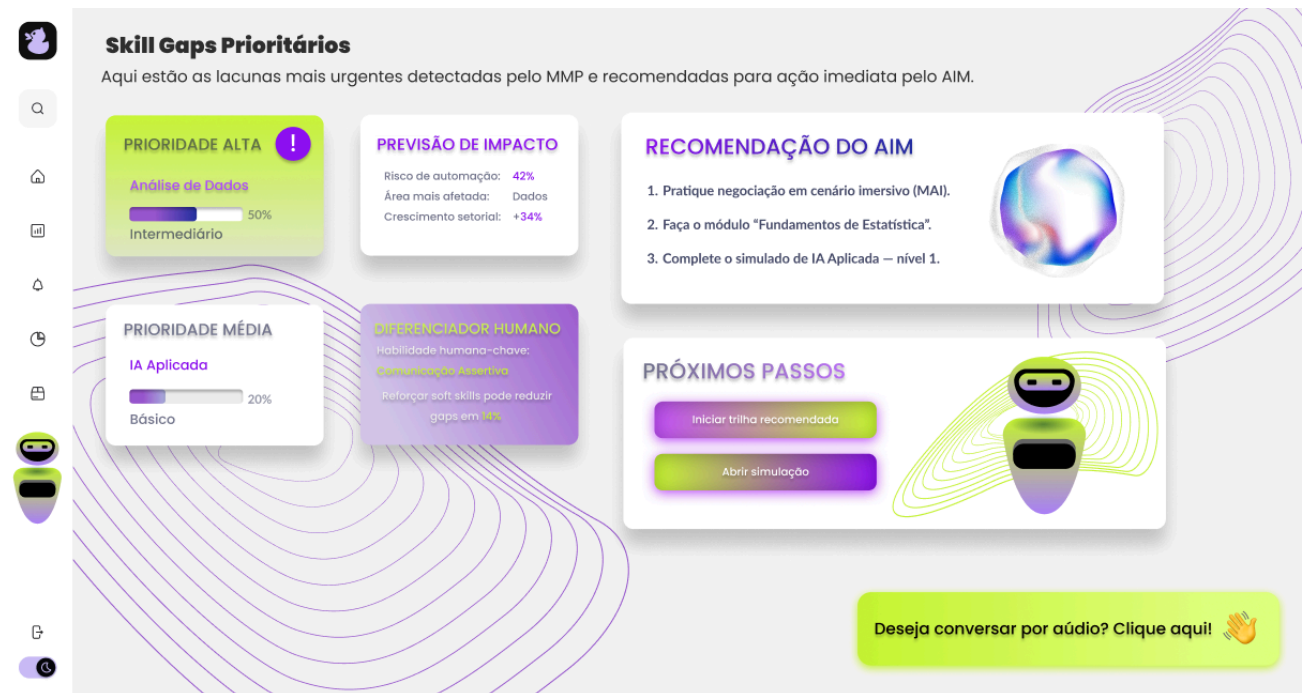 Skill Gaps Prioritários
Aqui estão as lacunas mais urgentes detectadas pelo MMP e recomendadas para ação imediata pelo AIM.
PRIORIDADE ALTA
!
Análise de Dados
50%
Intermediário
PREVISÃO DE IMPACTO
Risco de automação: 42%
Área mais afetada: Dados
Crescimento setorial: +34%
RECOMENDAÇÃO DO AIM
1. Pratique negociação em cenário imersivo (MAI).
2. Faça o módulo “Fundamentos de Estatística”.
3. Complete o simulado de IA Aplicada — nível 1.
PRIORIDADE MÉDIA
IA Aplicada
20%
Básico
DIFERENCIADOR HUMANO
Habilidade humana-chave:
Comunicação Assertiva
Reforçar soft skills pode reduzir
gaps em 14%
PRÓXIMOS PASSOS
Iniciar trilha recomendada
Abrir simulação
Deseja conversar por aúdio? Clique aqui! 👋